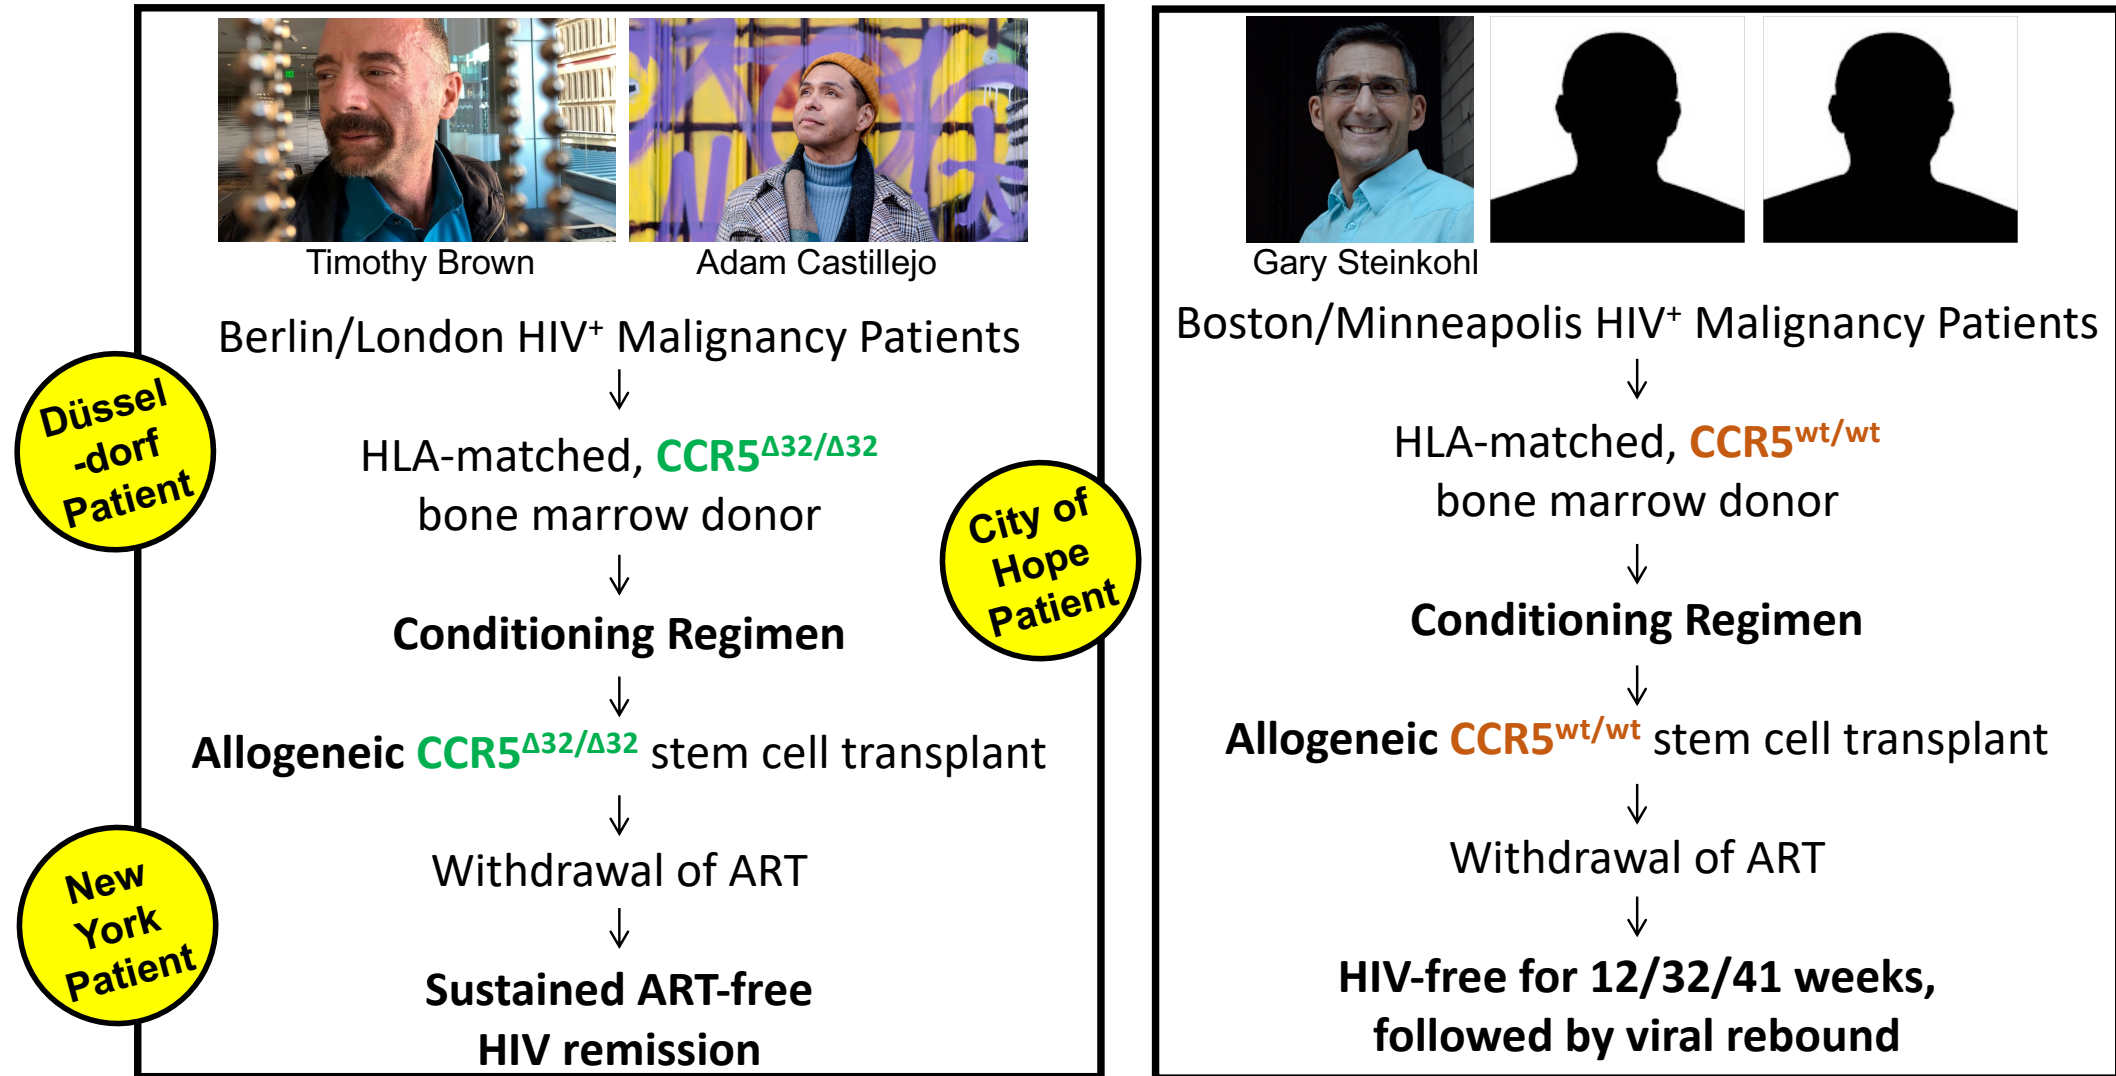 Timothy Brown
Adam Castillejo
Berlin/London HIV⁺ Malignancy Patients
↓
HLA-matched, CCR5Δ32/Δ32
bone marrow donor
↓
Conditioning Regimen
↓
Allogeneic CCR5Δ32/Δ32 stem cell transplant
↓
Withdrawal of ART
↓
Sustained ART-free
HIV remission
Düssel
-dorf
Patient
New
York
Patient
City of
Hope
Patient
Gary Steinkohl
Boston/Minneapolis HIV⁺ Malignancy Patients
↓
HLA-matched, CCR5wt/wt
bone marrow donor
↓
Conditioning Regimen
↓
Allogeneic CCR5wt/wt stem cell transplant
↓
Withdrawal of ART
↓
HIV-free for 12/32/41 weeks,
followed by viral rebound